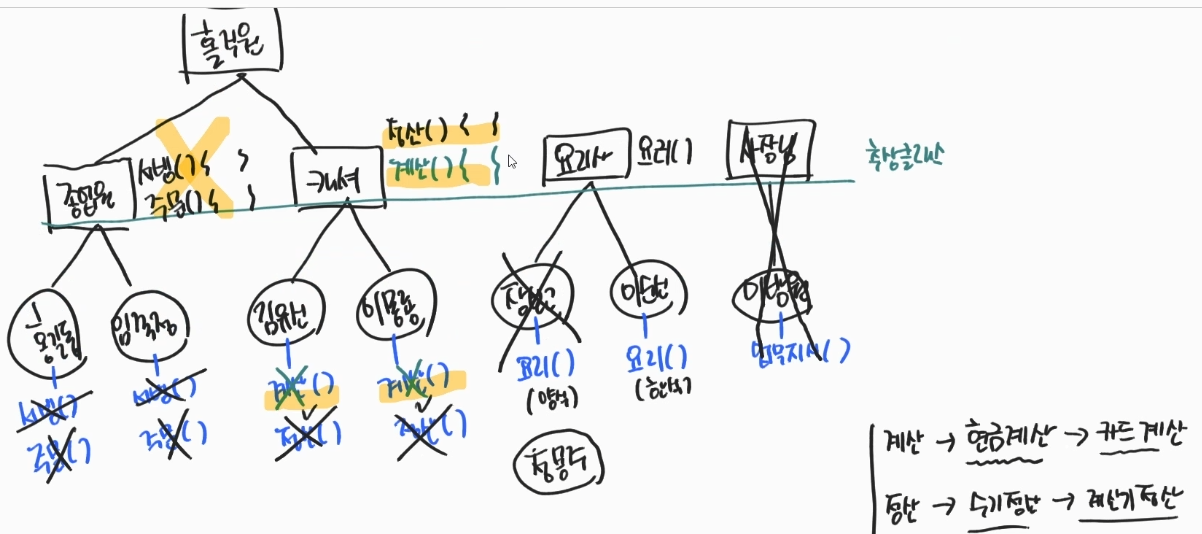 홀직원
정산() { }
계산() { }
서빙() { }
주문() { }
종업원
캐셔
요리사
요리()
사장님
추상클래스
홍길동
임꺽정
김유신
이몽룡
장보고
이순신
이방원
서빙()
주문()
서빙()
주문()
계산()
정산()
계산()
정산()
요리()
(양식)
요리()
(한식)
업무지시()
정몽주
계산 → 현금계산 → 카드계산
정산 → 수기정산 → 계산기정산